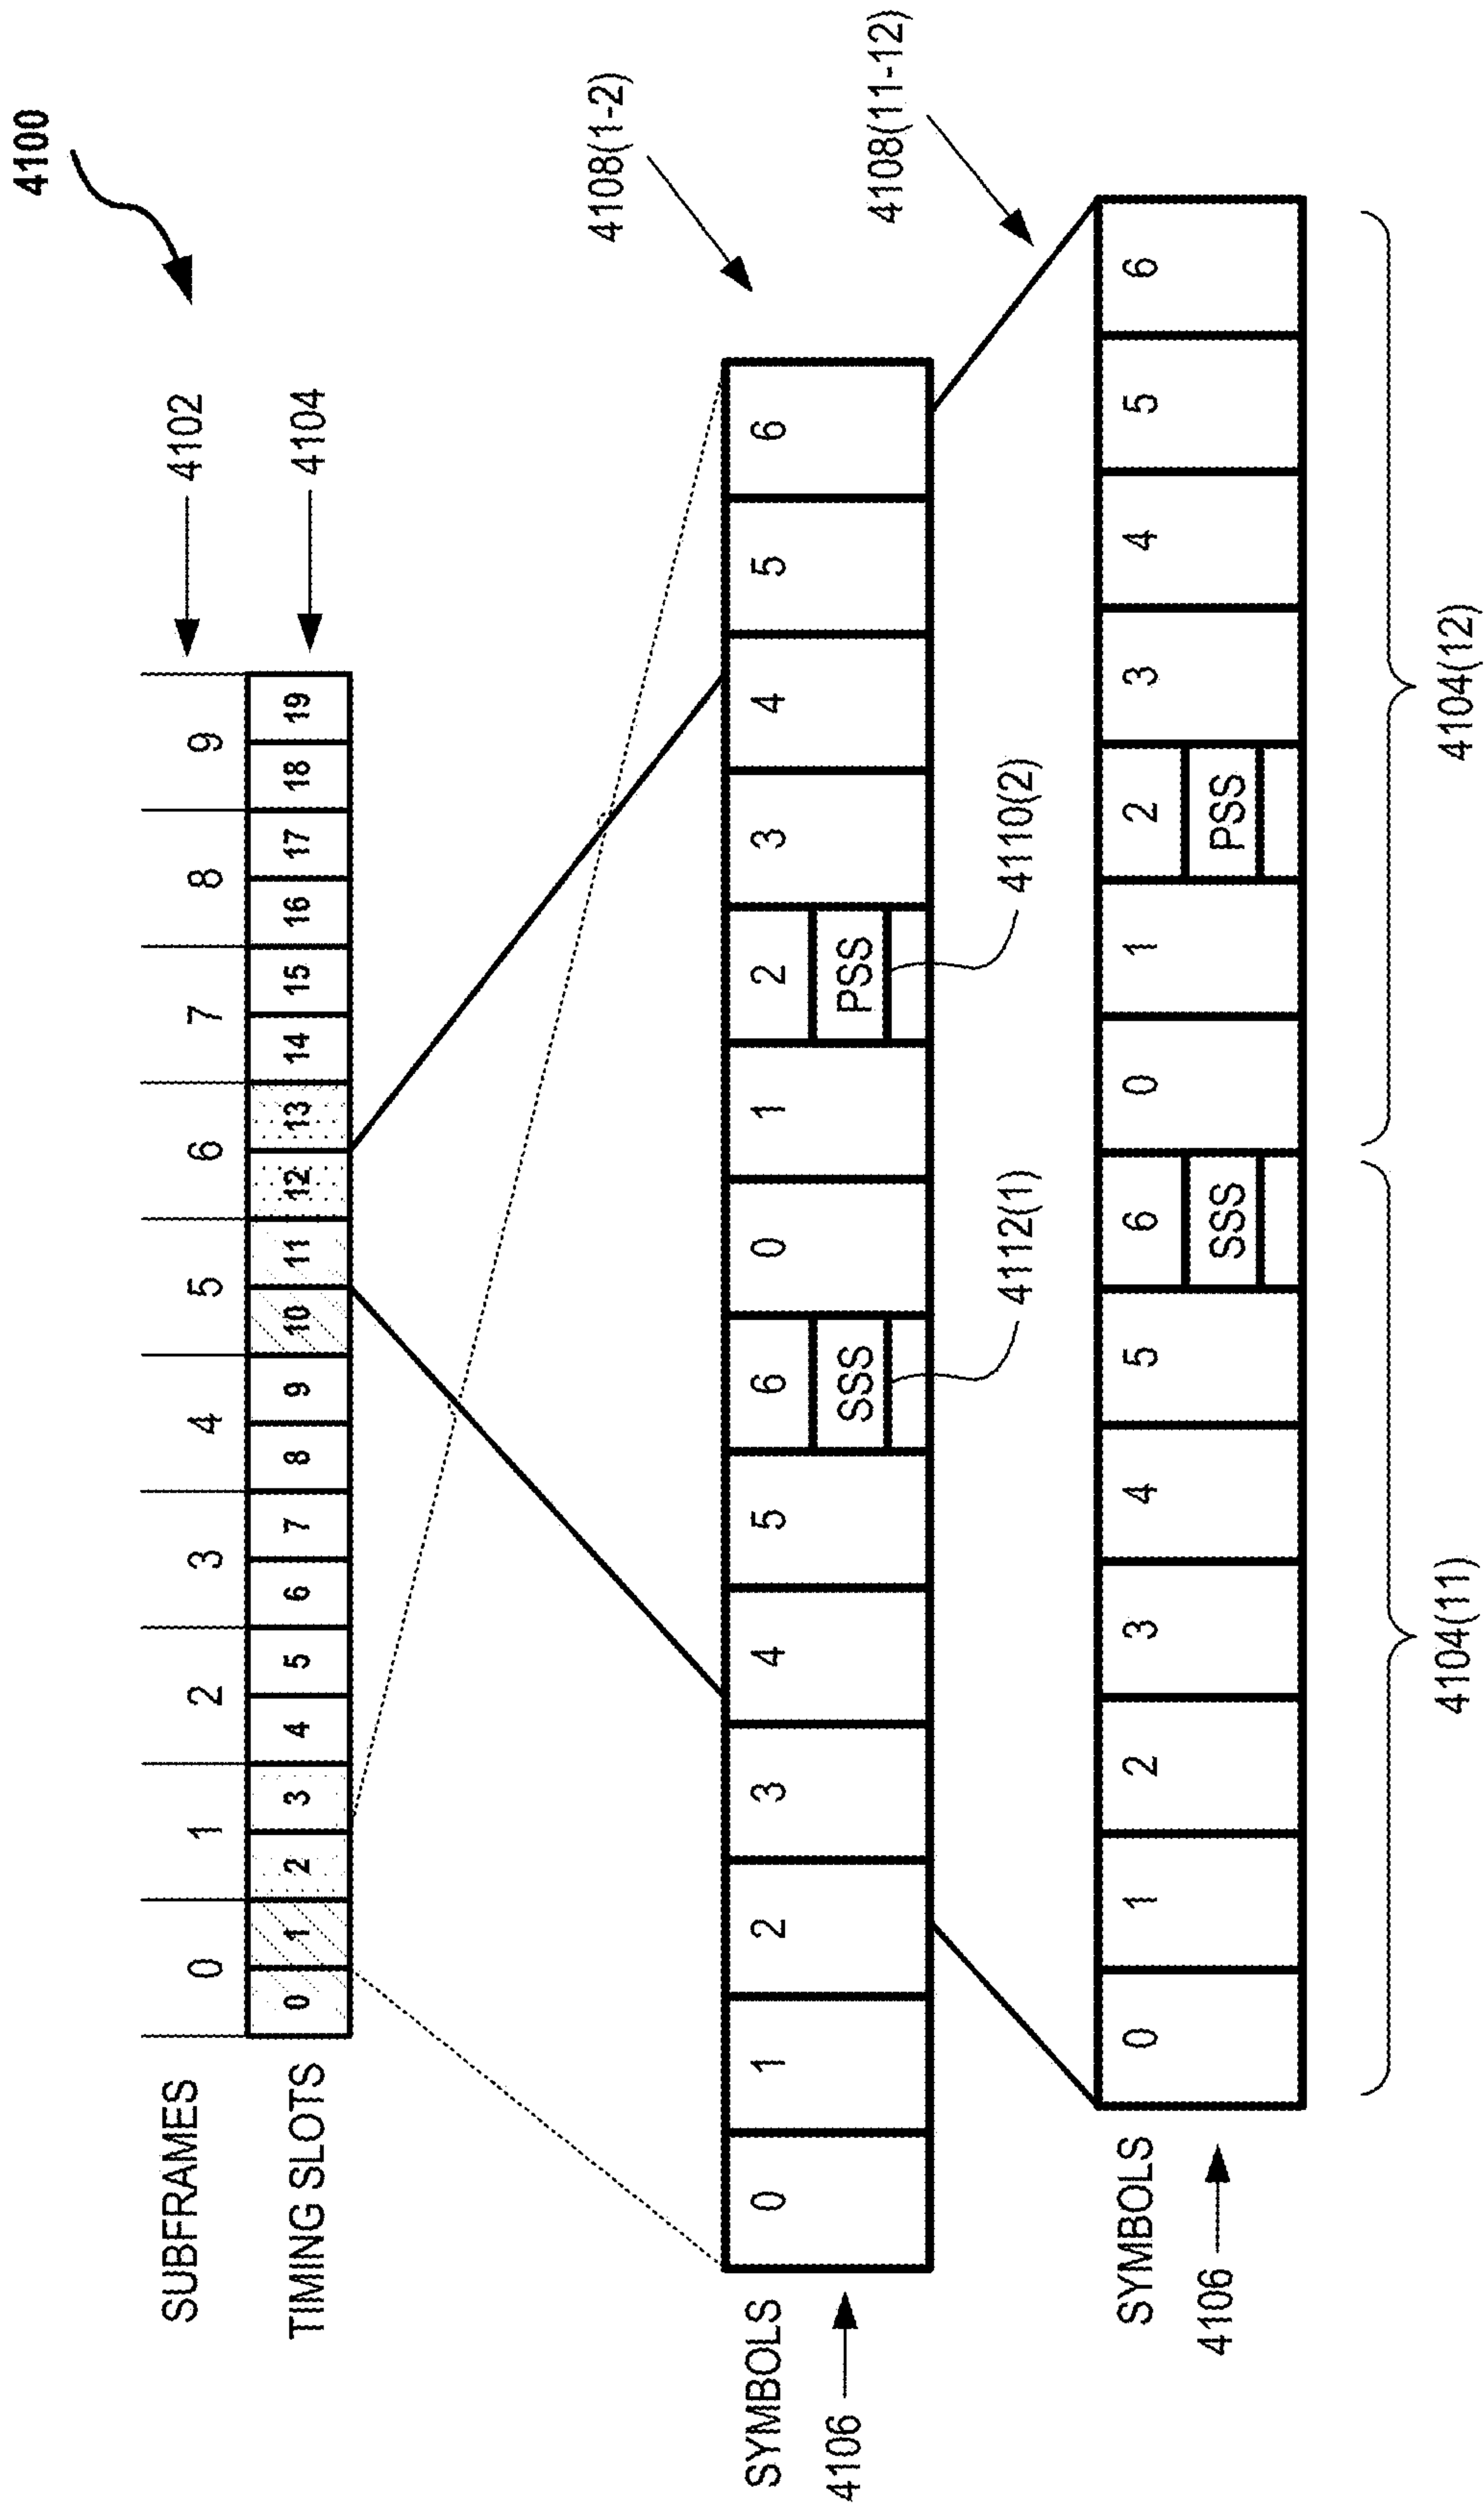 4100
4102
SUBFRAMES 0 1 2 3 4 5 6 7 8 9
TIMING SLOTS 0 1 2 3 4 5 6 7 8 9 10 11 12 13 14 15 16 17 18 19
4104
4108(1-2)
SYMBOLS 0 1 2 3 4 5 6 0 1 2 3 4 5 6
4106 SSS PSS
4108(11-12)
4112(1) 4110(2)
SYMBOLS 0 1 2 3 4 5 6 0 1 2 3 4 5 6
4106 SSS PSS
4104(11) 4104(12)